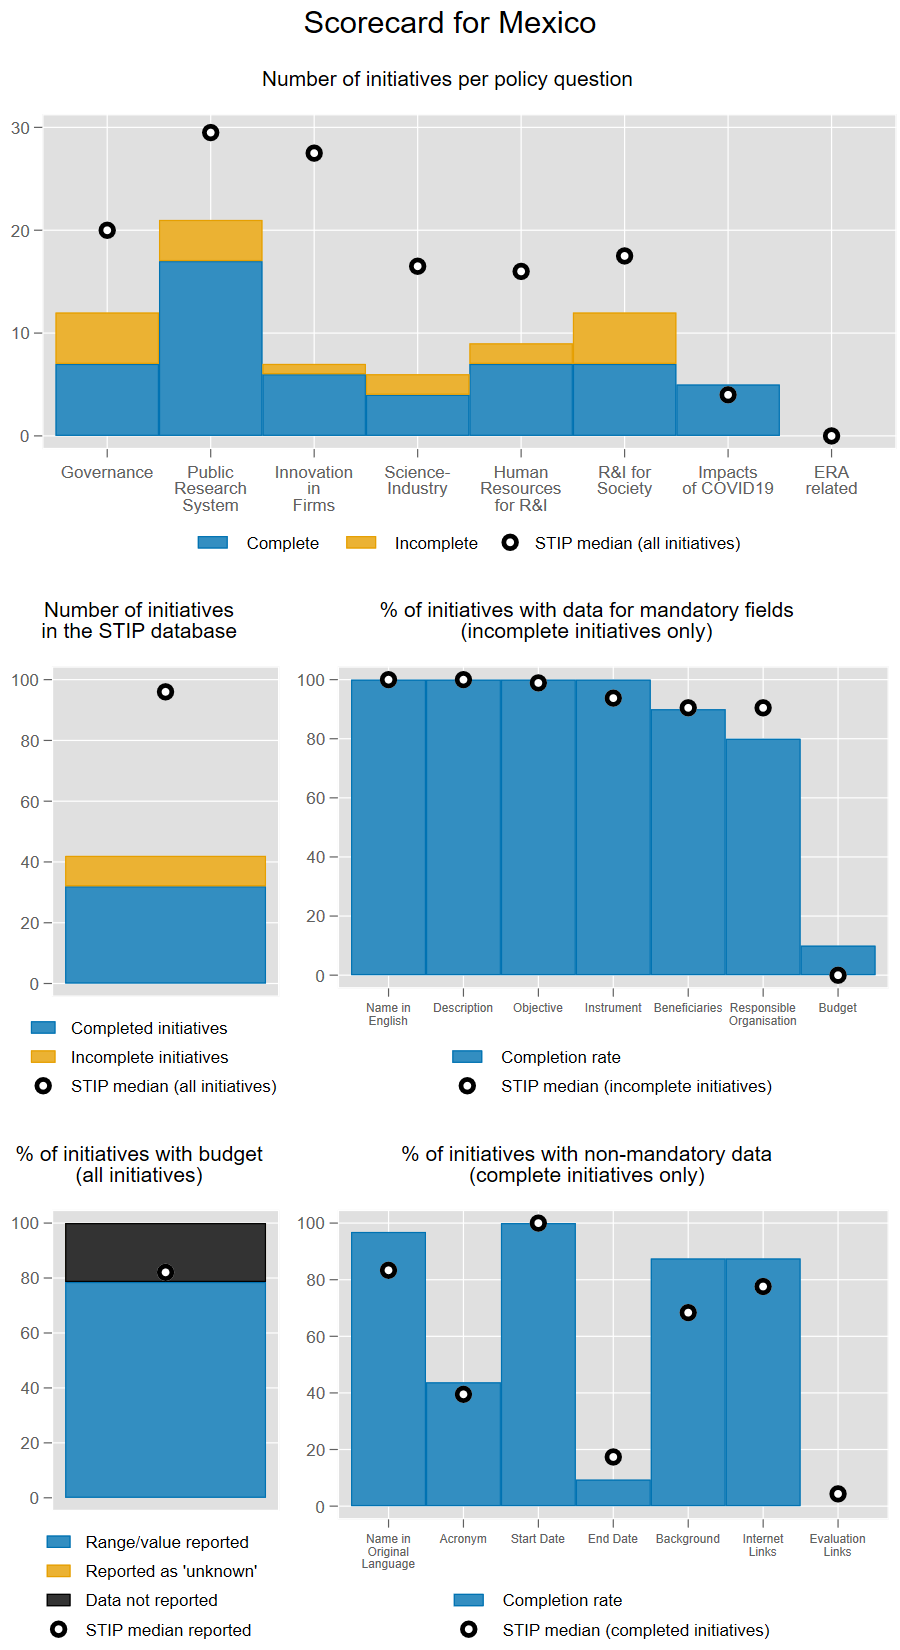 Scorecard for Mexico
Number of initiatives per policy question
30
20
10
0
Governance
Public
Research
System
Innovation
in
Firms
Science-
Industry
Human
Resources
for R&I
R&I for
Society
Impacts
of COVID19
ERA
related
Complete
Incomplete
STIP median (all initiatives)
Number of initiatives
in the STIP database
100
80
60
40
20
0
Completed initiatives
Incomplete initiatives
STIP median (all initiatives)
% of initiatives with data for mandatory fields
(incomplete initiatives only)
100
80
60
40
20
0
Name in
English
Description
Objective
Instrument
Beneficiaries
Responsible
Organisation
Budget
Completion rate
STIP median (incomplete initiatives)
% of initiatives with budget
(all initiatives)
100
80
60
40
20
0
Range/value reported
Reported as 'unknown'
Data not reported
STIP median reported
% of initiatives with non-mandatory data
(complete initiatives only)
100
80
60
40
20
0
Name in
Original
Language
Acronym
Start Date
End Date
Background
Internet
Links
Evaluation
Links
Completion rate
STIP median (completed initiatives)